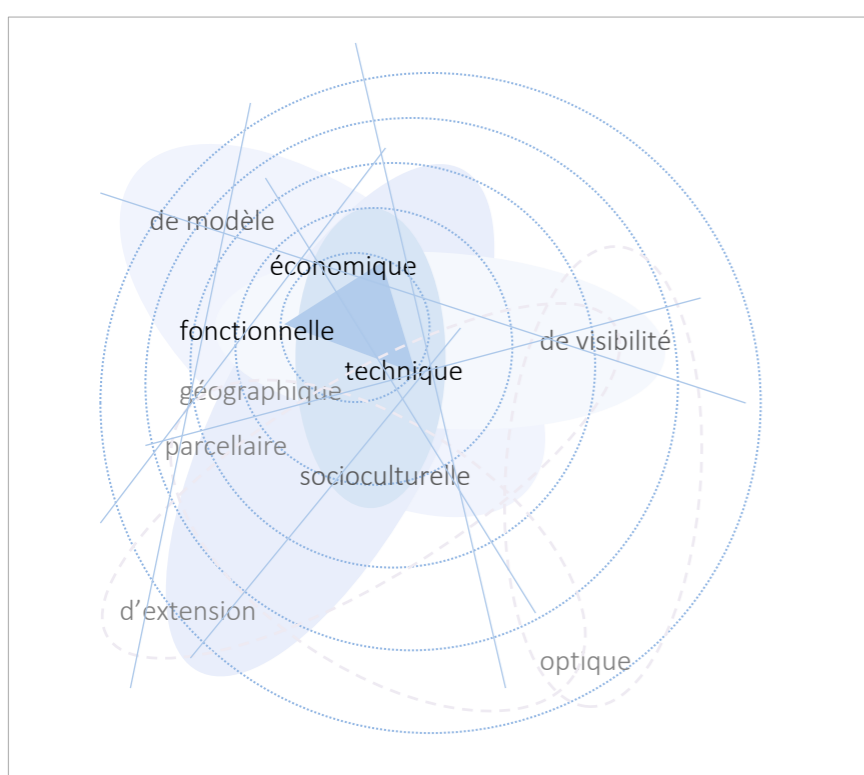 de modèle
économique
fonctionnelle
de visibilité
technique
géographique
parcellaire
socioculturelle
d’extension
optique